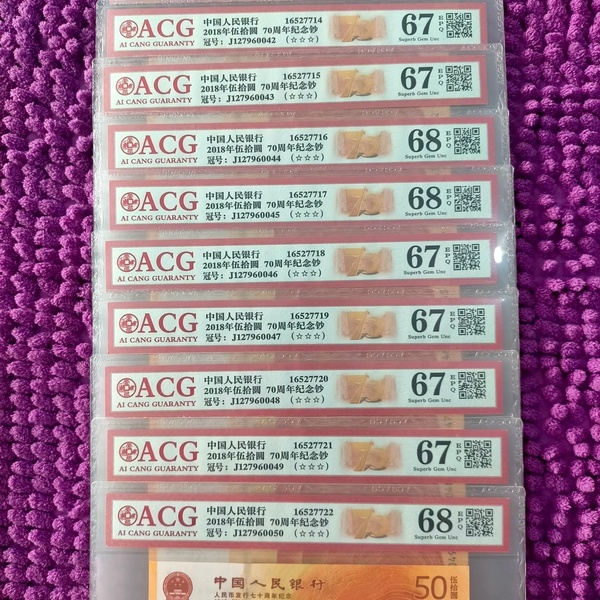 ACG
AI CANG GUARANTY
中国人民银行 16527714
2018年伍拾圆 70周年纪念钞
冠号: J127960042 (☆☆☆)
67 EPQ
Superb Gem Unc
ACG
AI CANG GUARANTY
中国人民银行 16527715
2018年伍拾圆 70周年纪念钞
冠号: J127960043 (☆☆☆)
67 EPQ
Superb Gem Unc
ACG
AI CANG GUARANTY
中国人民银行 16527716
2018年伍拾圆 70周年纪念钞
冠号: J127960044 (☆☆☆)
68 EPQ
Superb Gem Unc
ACG
AI CANG GUARANTY
中国人民银行 16527717
2018年伍拾圆 70周年纪念钞
冠号: J127960045 (☆☆☆)
68 EPQ
Superb Gem Unc
ACG
AI CANG GUARANTY
中国人民银行 16527718
2018年伍拾圆 70周年纪念钞
冠号: J127960046 (☆☆☆)
67 EPQ
Superb Gem Unc
ACG
AI CANG GUARANTY
中国人民银行 16527719
2018年伍拾圆 70周年纪念钞
冠号: J127960047 (☆☆☆)
67 EPQ
Superb Gem Unc
ACG
AI CANG GUARANTY
中国人民银行 16527720
2018年伍拾圆 70周年纪念钞
冠号: J127960048 (☆☆☆)
67 EPQ
Superb Gem Unc
ACG
AI CANG GUARANTY
中国人民银行 16527721
2018年伍拾圆 70周年纪念钞
冠号: J127960049 (☆☆☆)
67 EPQ
Superb Gem Unc
ACG
AI CANG GUARANTY
中国人民银行 16527722
2018年伍拾圆 70周年纪念钞
冠号: J127960050 (☆☆☆)
68 EPQ
Superb Gem Unc
中国人民银行
人民币发行七十周年纪念
50 伍拾圆